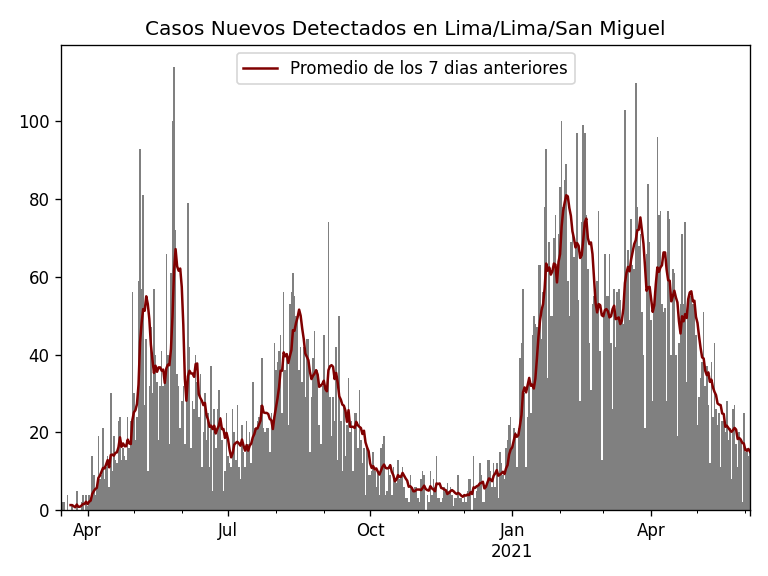 Casos Nuevos Detectados en Lima/Lima/San Miguel
Promedio de los 7 dias anteriores
100
80
60
40
20
0
Apr Jul Oct Jan Apr
2021